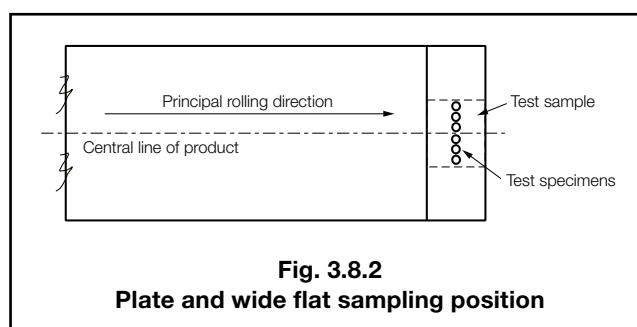 Principal rolling direction
Test sample
Central line of product
Test specimens
Fig. 3.8.2
Plate and wide flat sampling position